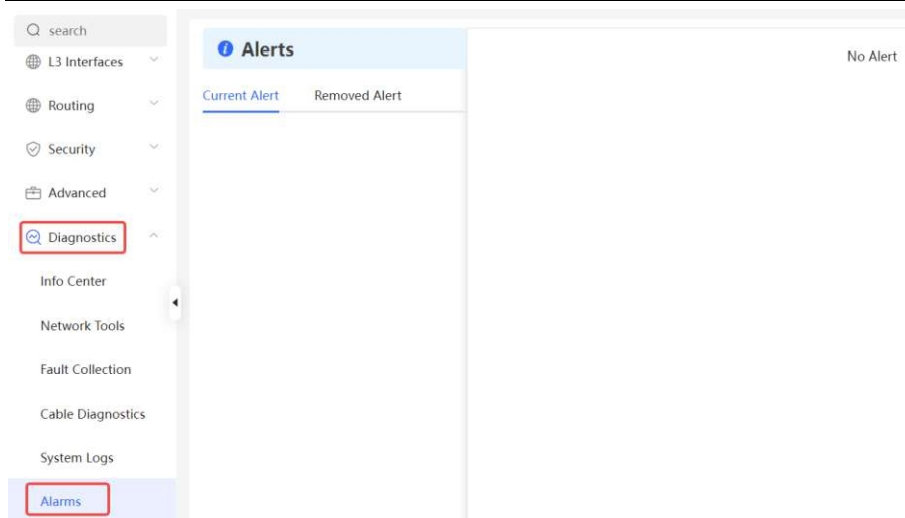 search
L3 Interfaces
Routing
Security
Advanced
Diagnostics
Info Center
Network Tools
Fault Collection
Cable Diagnostics
System Logs
Alarms
Alerts
Current Alert Removed Alert
No Alert